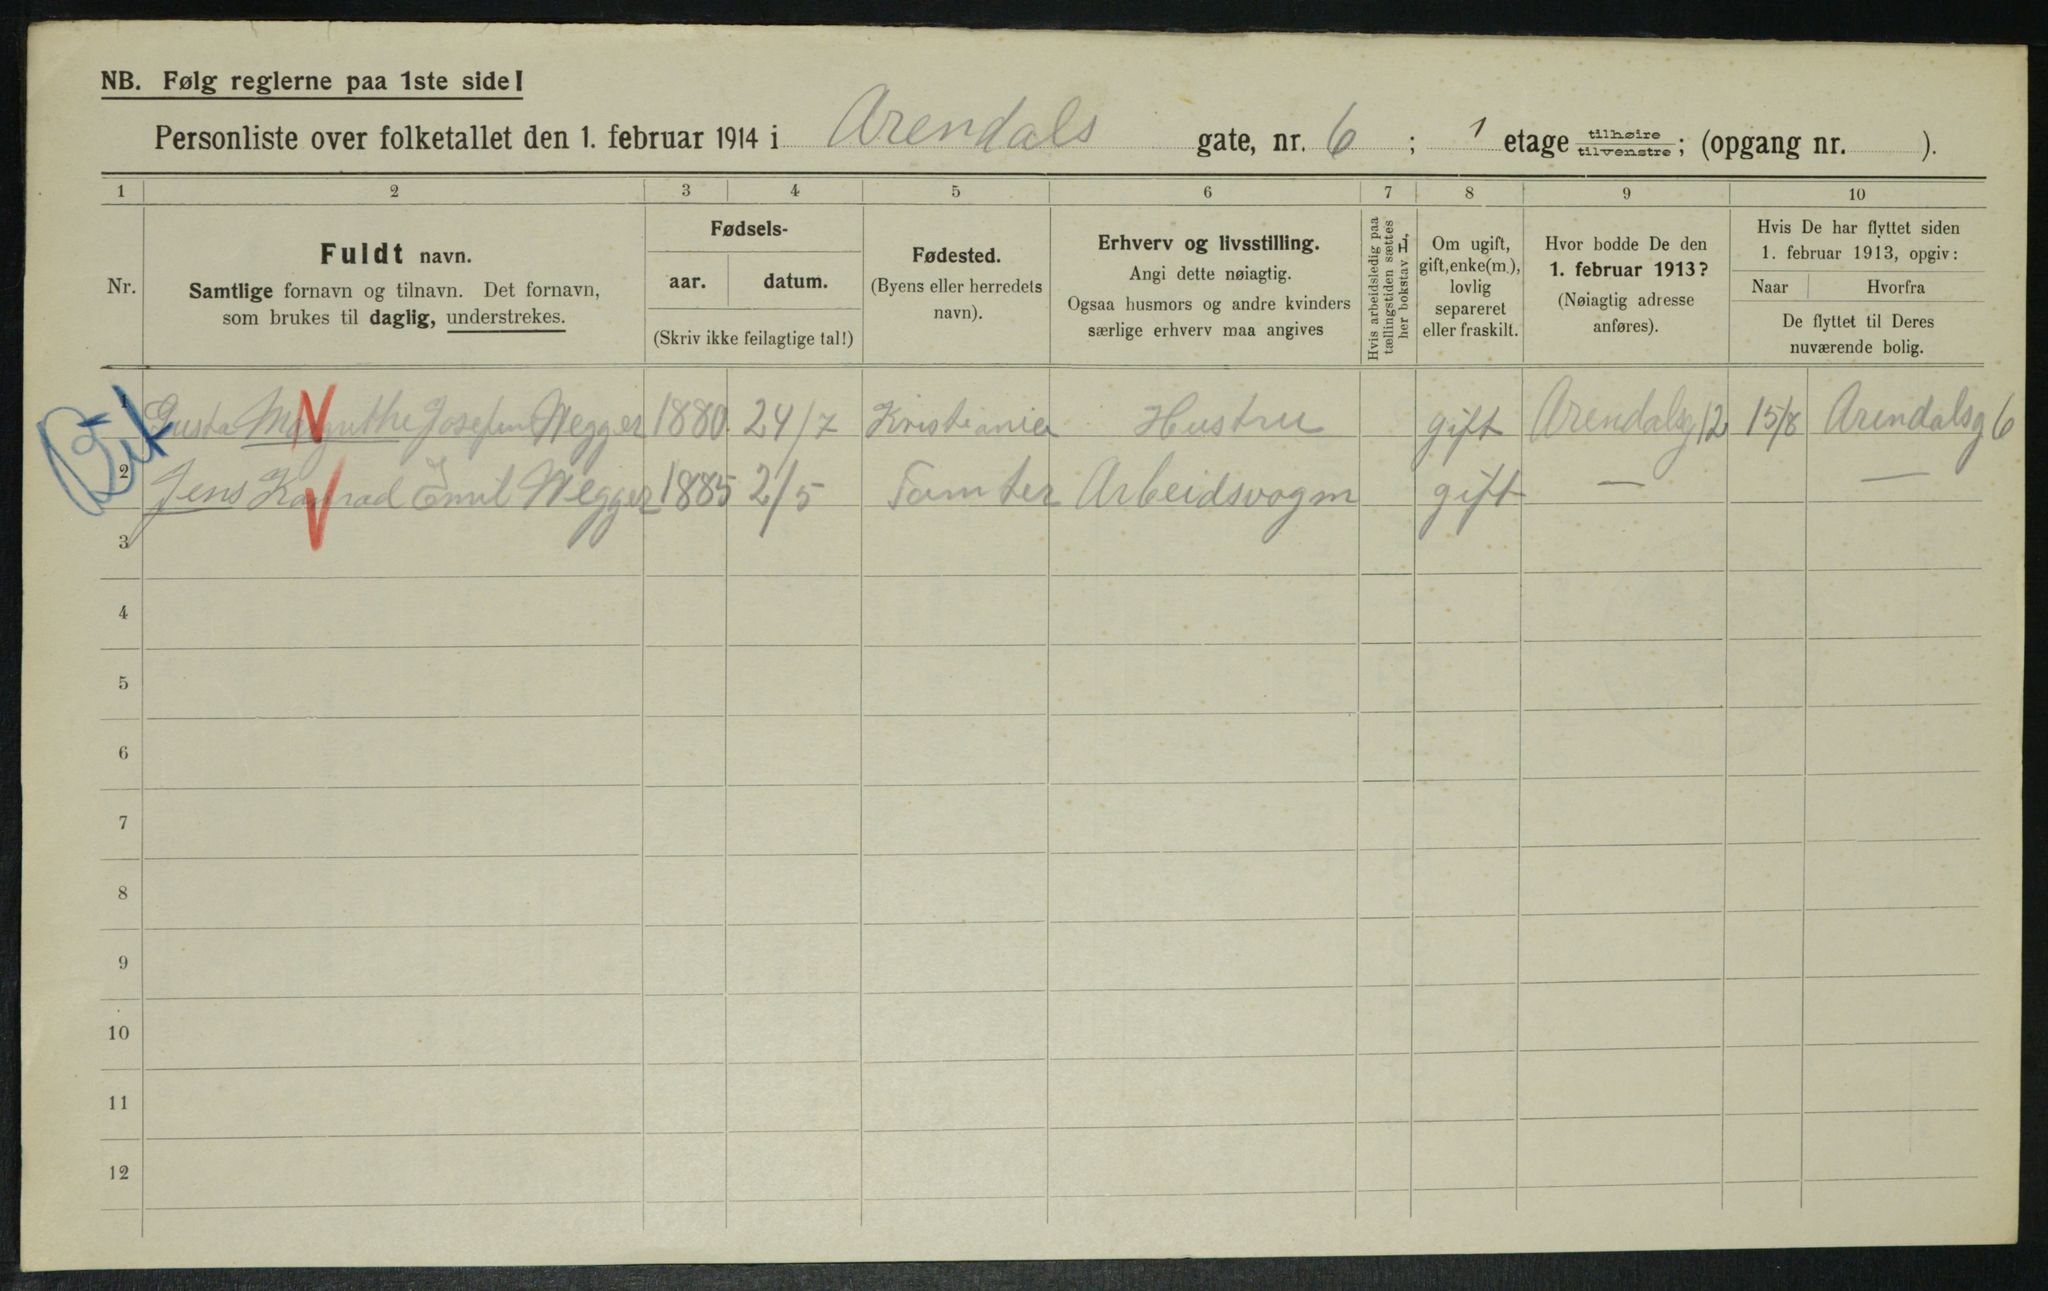 NB. Følg reglerne paa 1ste side!
Personliste over folketallet den 1. februar 1914 i Arendals gate, nr. 6 ; 1 etage tilhøire/tilvenstre; (opgang nr. ).
1 2 3 4 5 6 7 8 9 10
Nr.
Fuldt navn.
Samtlige fornavn og tilnavn. Det fornavn,
som brukes til daglig, understrekes.
Fødsels-
aar. datum.
(Skriv ikke feilagtige tal!)
Fødested.
(Byens eller herredets
navn).
Erhverv og livsstilling.
Angi dette nøiagtig.
Ogsaa husmors og andre kvinders
særlige erhverv maa angives
Hvis arbeidsledig paa
tællingstiden sættes
her bokstav L,
Om ugift,
gift, enke(m.),
lovlig
separeret
eller fraskilt.
Hvor bodde De den
1. februar 1913?
(Nøiagtig adresse
anføres).
Hvis De har flyttet siden
1. februar 1913, opgiv:
Naar Hvorfra
De flyttet til Deres
nuværende bolig.
1 Gusta Margrethe Josefin Wegger 1880 24/7 Kristiania Hustru gift Arendalsg 12 15/8 Arendalsg 6
2 Jens Konrad Emil Wegger 1885 2/5 Tomter Arbeidsvogm gift — —
3
4
5
6
7
8
9
10
11
12